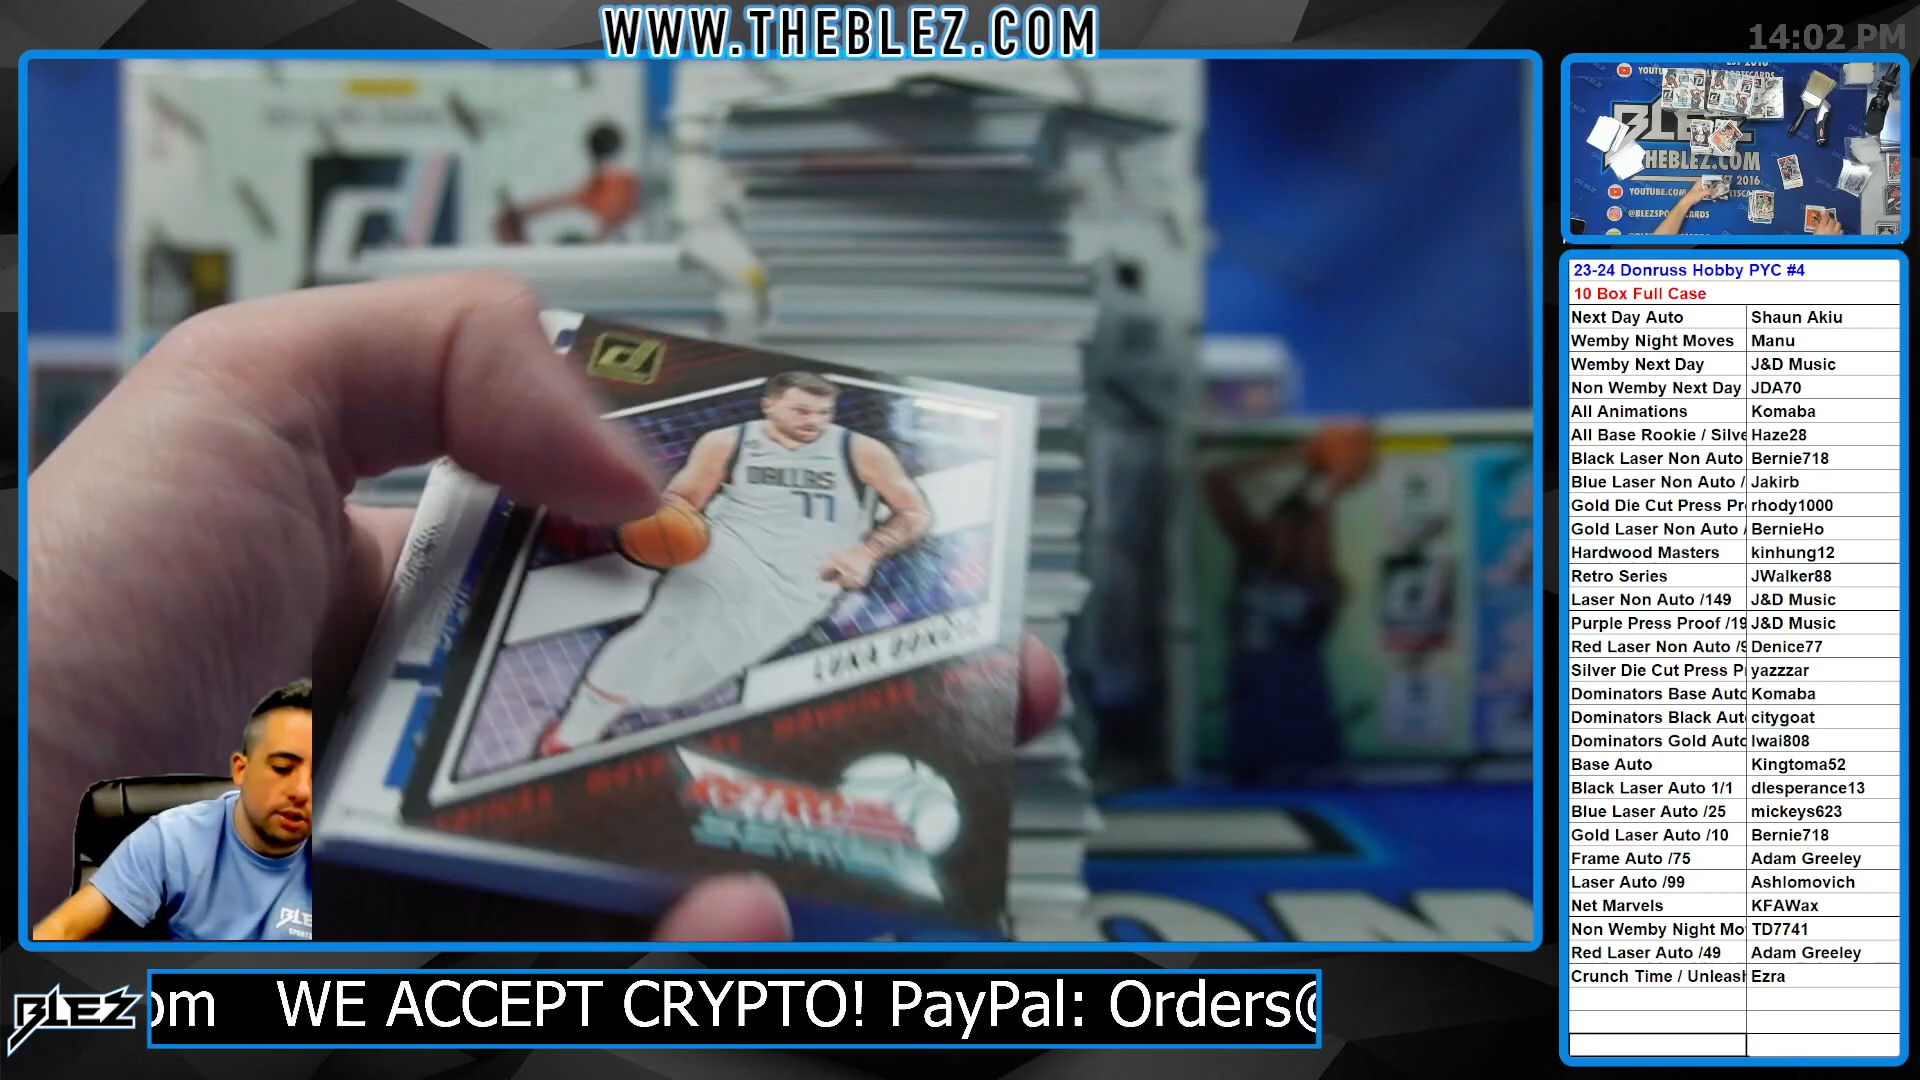 WWW.THEBLEZ.COM
14:02 PM
THEBLEZ.COM
YOUTUBE.COM
23-24 Donruss Hobby PYC #4
10 Box Full Case
Next Day Auto Shaun Akiu
Wemby Night Moves Manu
Wemby Next Day J&D Music
Non Wemby Next Day JDA70
All Animations Komaba
All Base Rookie / Silve Haze28
Black Laser Non Auto Bernie718
Blue Laser Non Auto / Jakirb
Gold Die Cut Press Pr rhody1000
Gold Laser Non Auto / BernieHo
Hardwood Masters kinhung12
Retro Series JWalker88
Laser Non Auto /149 J&D Music
Purple Press Proof /19 J&D Music
Red Laser Non Auto /9 Denice77
Silver Die Cut Press P yazzzar
Dominators Base Auto Komaba
Dominators Black Aut citygoat
Dominators Gold Auto lwai808
Base Auto Kingtoma52
Black Laser Auto 1/1 dlesperance13
Blue Laser Auto /25 mickeys623
Gold Laser Auto /10 Bernie718
Frame Auto /75 Adam Greeley
Laser Auto /99 Ashlomovich
Net Marvels KFAWax
Non Wemby Night Mo TD7741
Red Laser Auto /49 Adam Greeley
Crunch Time / Unleash Ezra
DALLAS
77
BLEZ
om WE ACCEPT CRYPTO! PayPal: Orders@